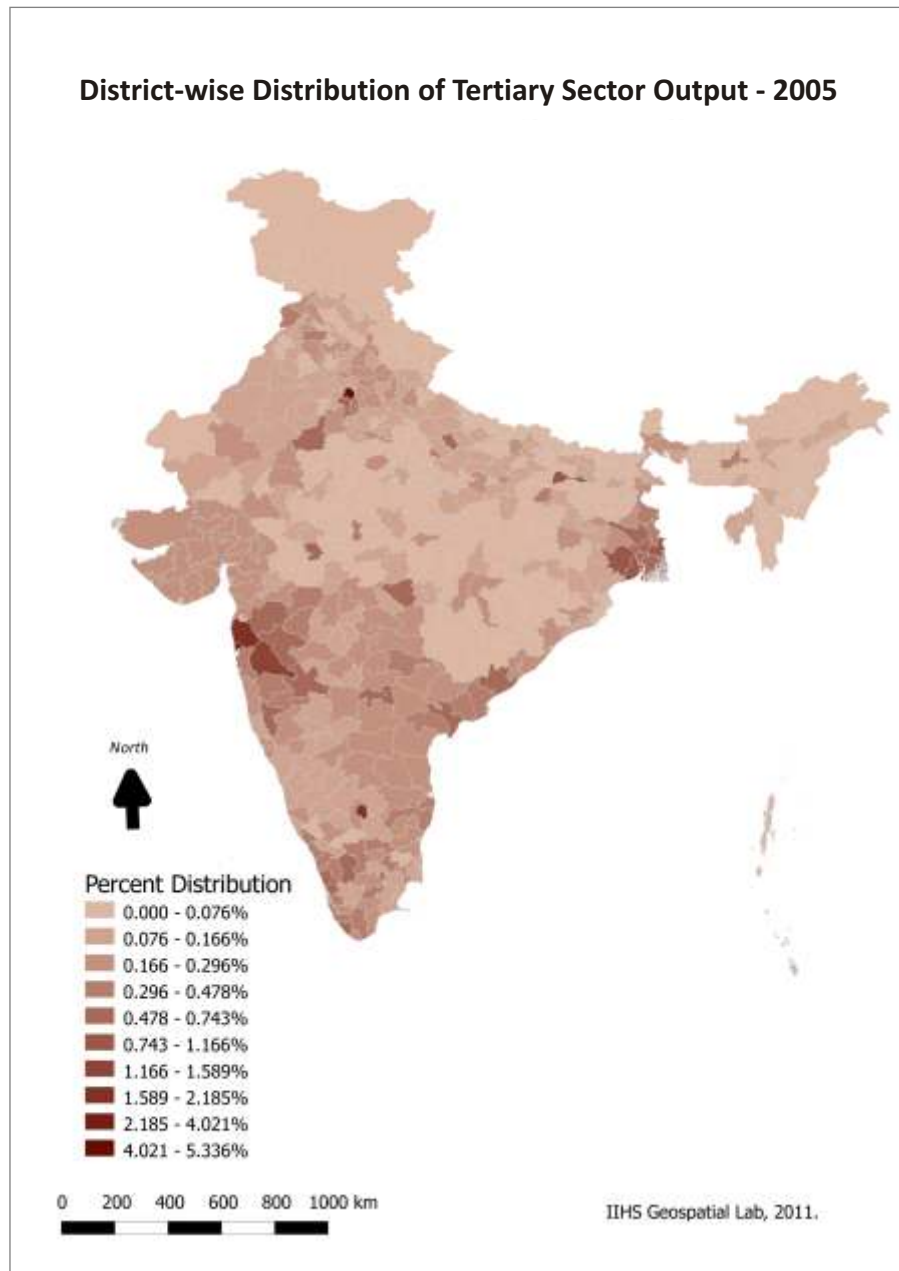 District-wise Distribution of Tertiary Sector Output - 2005
North
Percent Distribution
0.000 - 0.076%
0.076 - 0.166%
0.166 - 0.296%
0.296 - 0.478%
0.478 - 0.743%
0.743 - 1.166%
1.166 - 1.589%
1.589 - 2.185%
2.185 - 4.021%
4.021 - 5.336%
0 200 400 600 800 1000 km
IIHS Geospatial Lab, 2011.